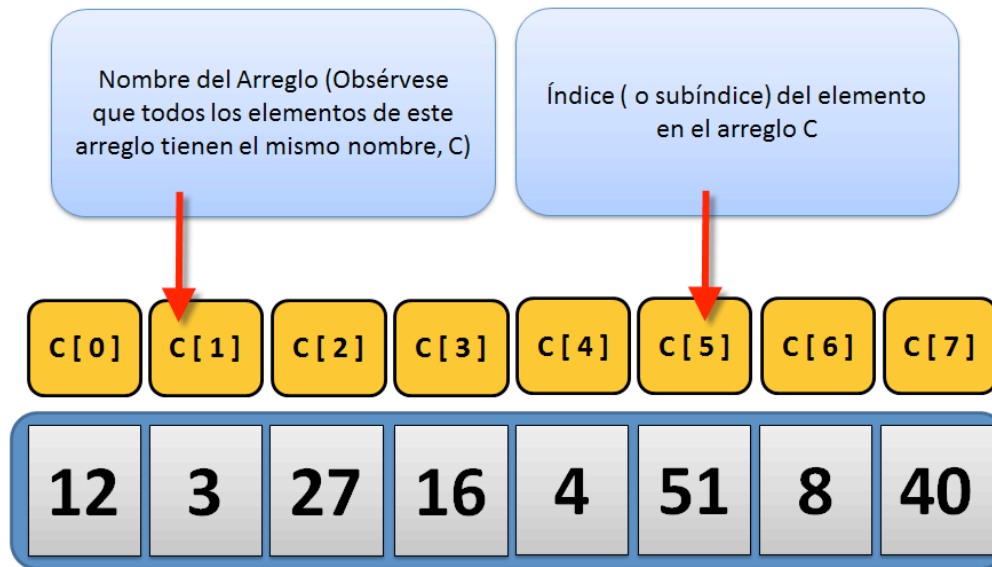 Nombre del Arreglo (Obsérvese
que todos los elementos de este
arreglo tienen el mismo nombre, C)
Índice ( o subíndice) del elemento
en el arreglo C
C [ 0 ] C [ 1 ] C [ 2 ] C [ 3 ] C [ 4 ] C [ 5 ] C [ 6 ] C [ 7 ]
12 3 27 16 4 51 8 40